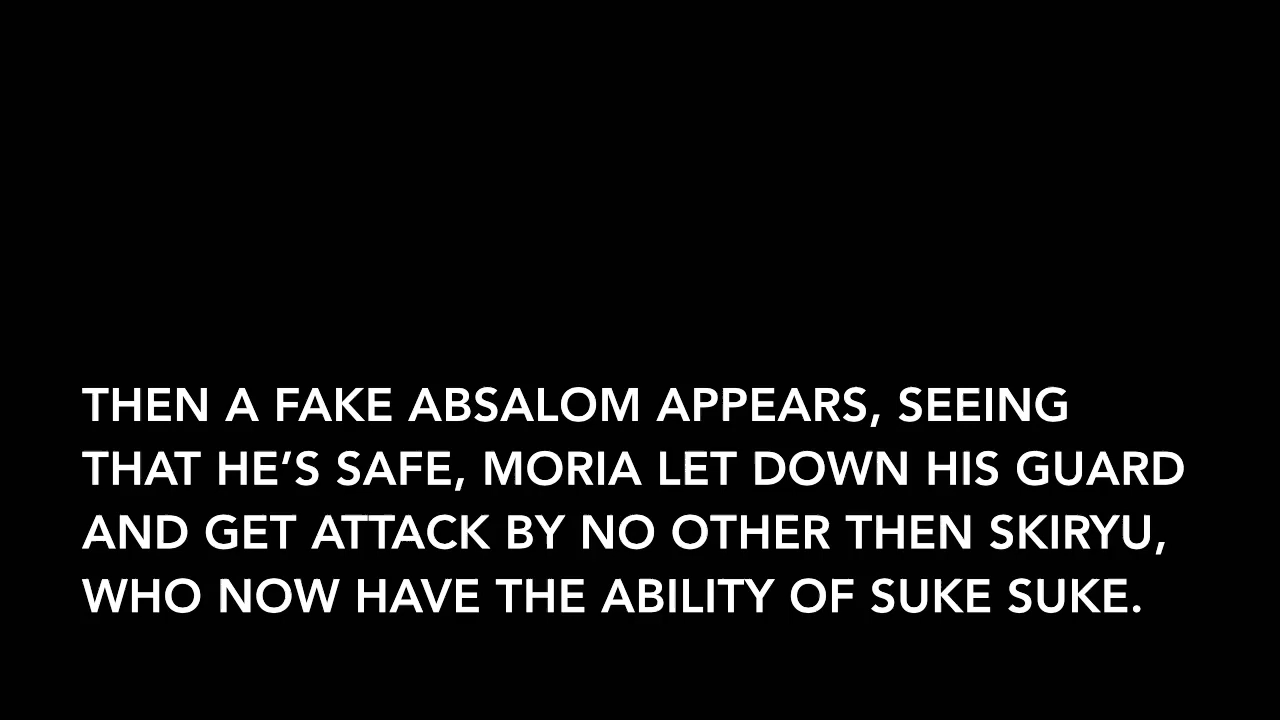 THEN A FAKE ABSALOM APPEARS, SEEING
THAT HE’S SAFE, MORIA LET DOWN HIS GUARD
AND GET ATTACK BY NO OTHER THEN SKIRYU,
WHO NOW HAVE THE ABILITY OF SUKE SUKE.